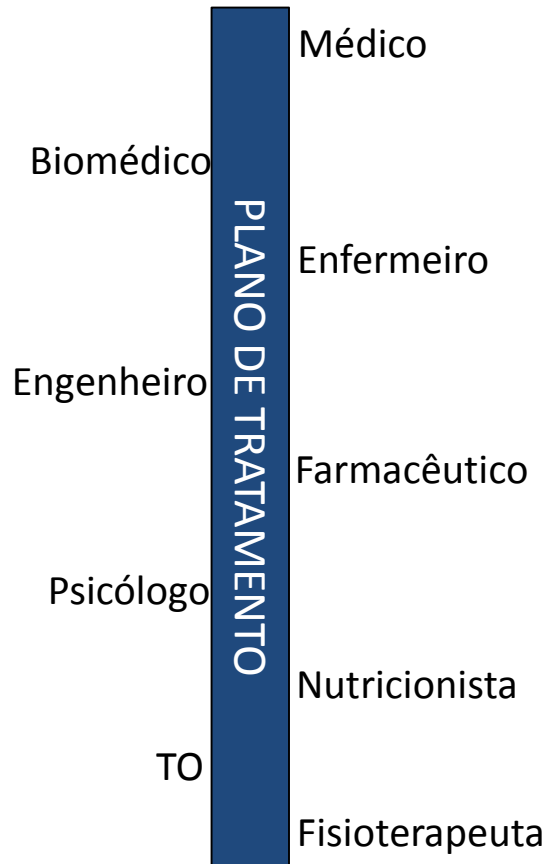 Médico
Biomédico
PLANO DE TRATAMENTO
Enfermeiro
Engenheiro
Farmacêutico
Psicólogo
Nutricionista
TO
Fisioterapeuta